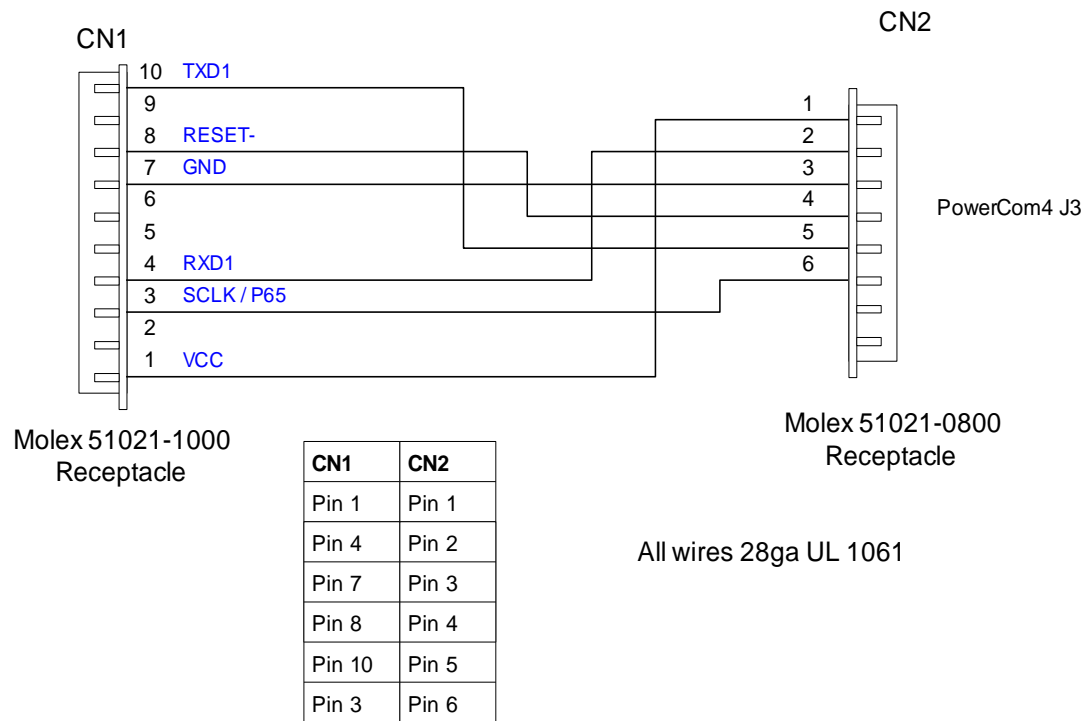 CN1
CN2
10 TXD1
9
8 RESET-
7 GND
6
5
4 RXD1
3 SCLK / P65
2
1 VCC
1
2
3
4
5
6
PowerCom4 J3
Molex 51021-1000
Receptacle
Molex 51021-0800
Receptacle
CN1 CN2
Pin 1 Pin 1
Pin 4 Pin 2
Pin 7 Pin 3
Pin 8 Pin 4
Pin 10 Pin 5
Pin 3 Pin 6
All wires 28ga UL 1061